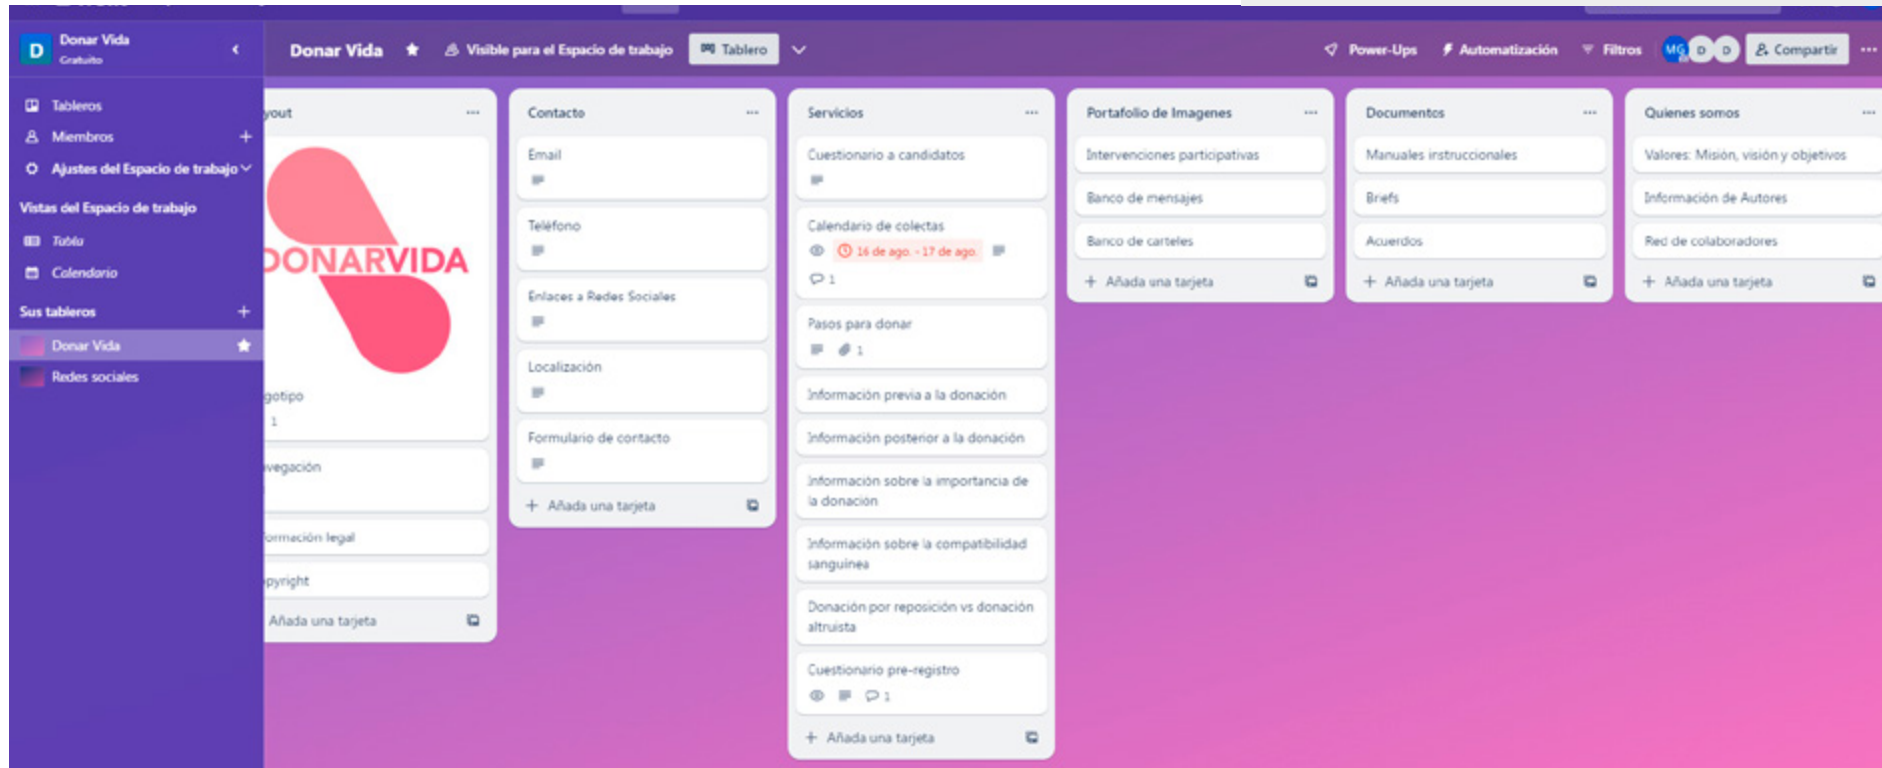 Donar Vida
Gratuito
Tableros
Miembros
Ajustes del Espacio de trabajo
Vistas del Espacio de trabajo
Tabla
Calendario
Sus tableros
Donar Vida
Redes sociales
Donar Vida
Visible para el Espacio de trabajo
Tablero
Power-Ups
Automatización
Filtros
MG
D
D
Compartir
yout
DONARVIDA
gotipo
1
vegación
ormación legal
pyright
Añada una tarjeta
Contacto
Email
Teléfono
Enlaces a Redes Sociales
Localización
Formulario de contacto
+ Añada una tarjeta
Servicios
Cuestionario a candidatos
Calendario de colectas
16 de ago. - 17 de ago.
1
Pasos para donar
1
Información previa a la donación
Información posterior a la donación
Información sobre la importancia de
la donación
Información sobre la compatibilidad
sanguínea
Donación por reposición vs donación
altruista
Cuestionario pre-registro
1
+ Añada una tarjeta
Portafolio de Imagenes
Intervenciones participativas
Banco de mensajes
Banco de carteles
+ Añada una tarjeta
Documentos
Manuales instruccionales
Briefs
Acuerdos
+ Añada una tarjeta
Quienes somos
Valores: Misión, visión y objetivos
Información de Autores
Red de colaboradores
+ Añada una tarjeta